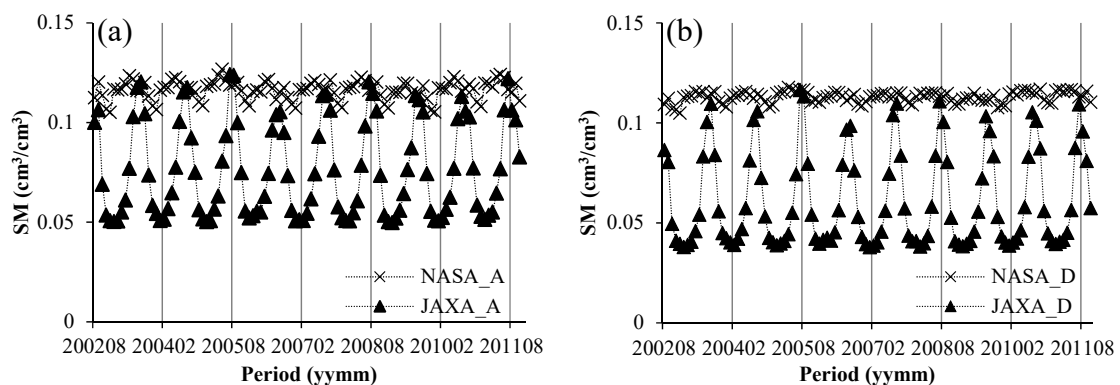 (a)
0.15
0.1
0.05
0
SM (cm³/cm³)
NASA_A
JAXA_A
200208 200402 200508 200702 200808 201002 201108
Period (yymm)
(b)
0.15
0.1
0.05
0
SM (cm³/cm³)
NASA_D
JAXA_D
200208 200402 200508 200702 200808 201002 201108
Period (yymm)